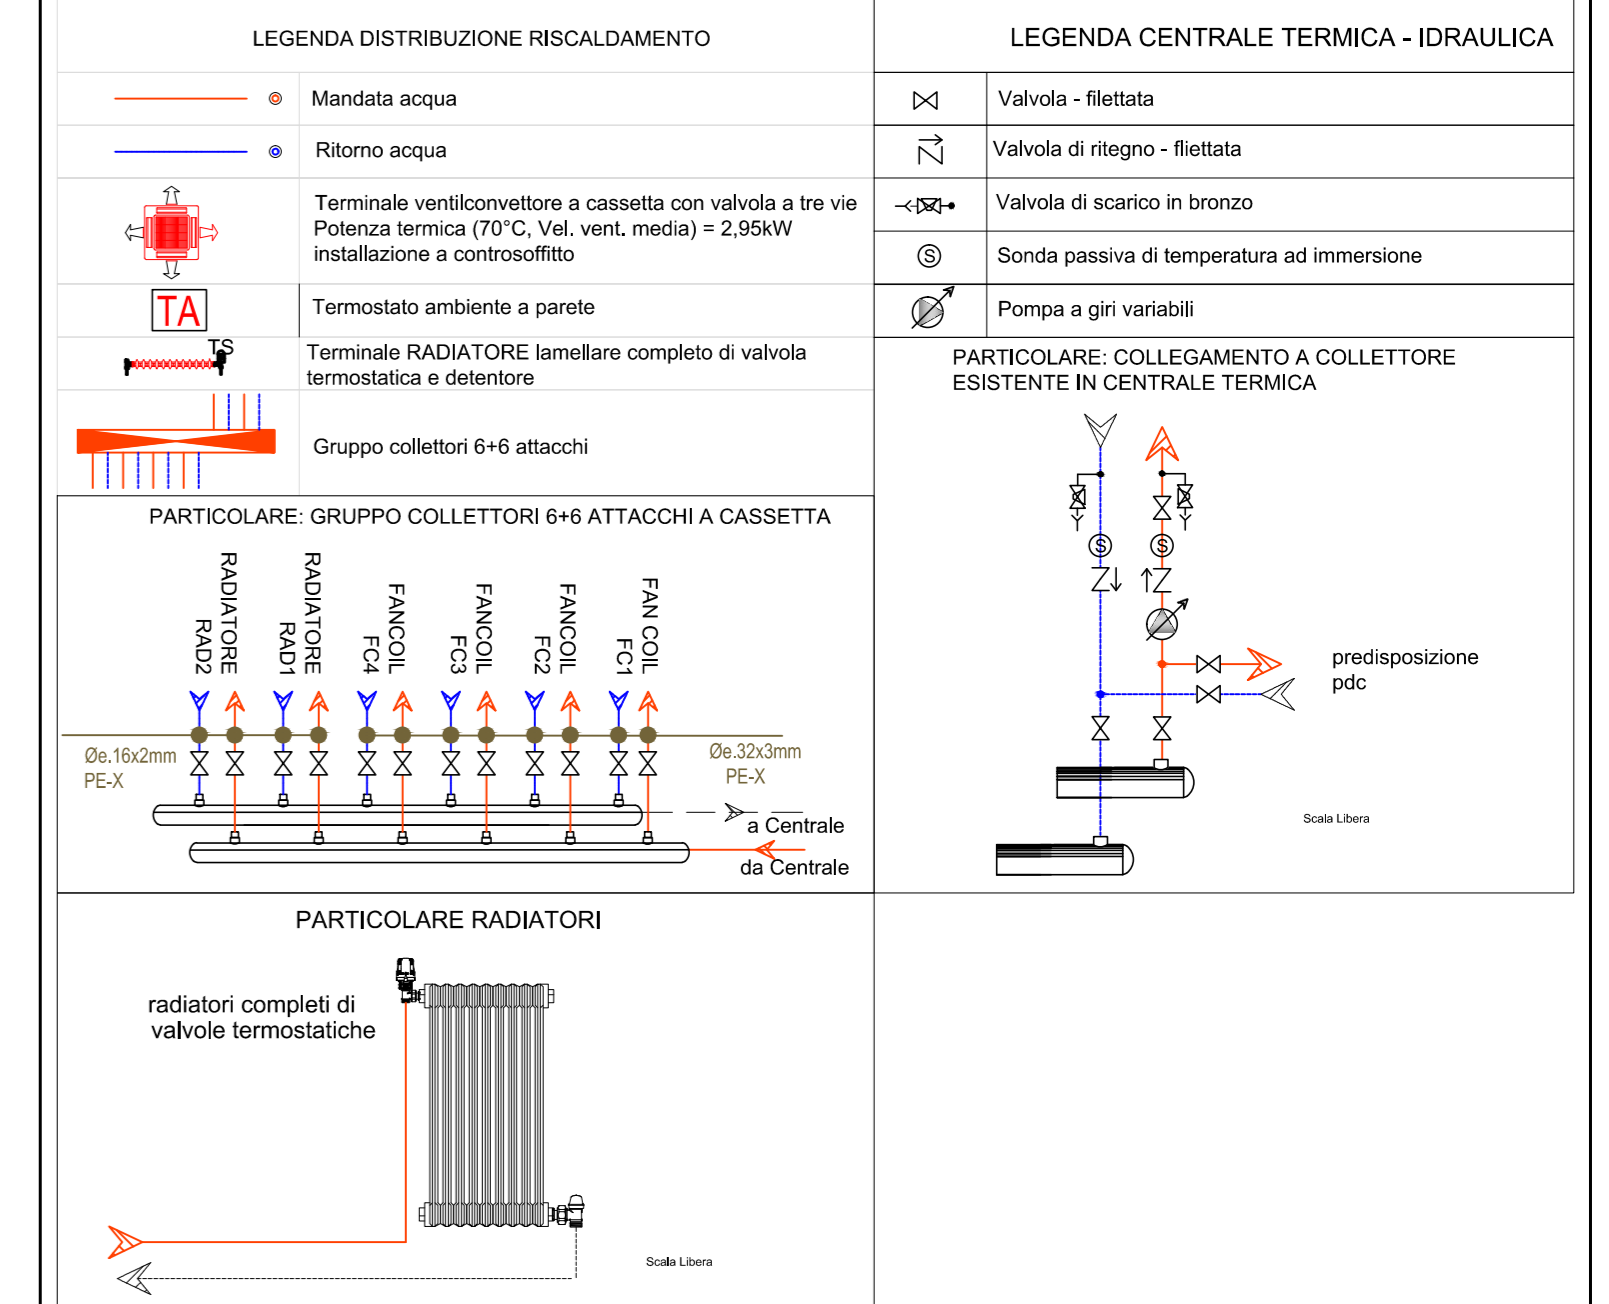 LEGENDA DISTRIBUZIONE RISCALDAMENTO
Mandata acqua
Ritorno acqua
Terminale ventilconvettore a cassetta con valvola a tre vie
Potenza termica (70°C, Vel. vent. media) = 2,95kW
installazione a controsoffitto
TA
Termostato ambiente a parete
TS
Terminale RADIATORE lamellare completo di valvola
termostatica e detentore
Gruppo collettori 6+6 attacchi
LEGENDA CENTRALE TERMICA - IDRAULICA
Valvola - filettata
Valvola di ritegno - fliettata
Valvola di scarico in bronzo
S
Sonda passiva di temperatura ad immersione
Pompa a giri variabili
PARTICOLARE: COLLEGAMENTO A COLLETTORE
ESISTENTE IN CENTRALE TERMICA
S
S
predisposizione
pdc
Scala Libera
PARTICOLARE: GRUPPO COLLETTORI 6+6 ATTACCHI A CASSETTA
RADIATORE
RAD2
RADIATORE
RAD1
FANCOIL
FC4
FANCOIL
FC3
FANCOIL
FC2
FAN COIL
FC1
Øe.16x2mm
PE-X
Øe.32x3mm
PE-X
a Centrale
da Centrale
PARTICOLARE RADIATORI
radiatori completi di
valvole termostatiche
Scala Libera